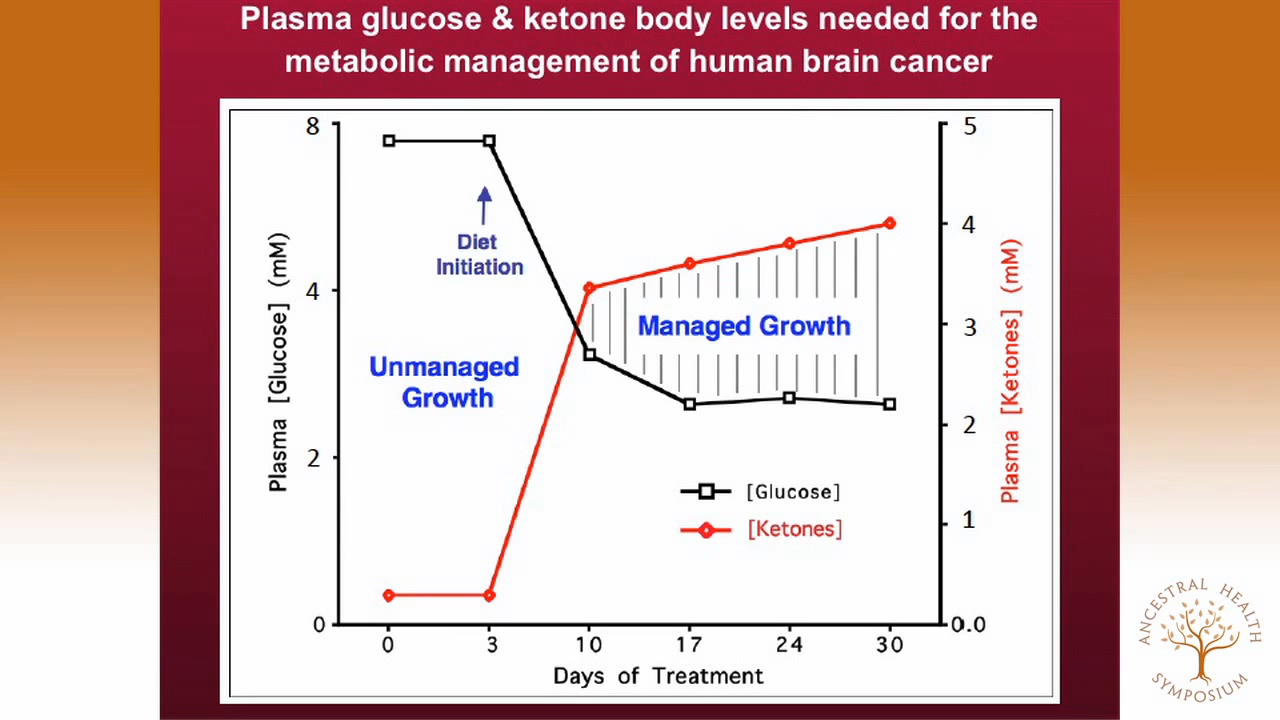 Plasma glucose & ketone body levels needed for the
metabolic management of human brain cancer
8
4
2
0
Plasma [Glucose] (mM)
5
4
3
2
1
0.0
Plasma [Ketones] (mM)
Diet
Initiation
Unmanaged
Growth
Managed Growth
[Glucose]
[Ketones]
0 3 10 17 24 30
Days of Treatment
ANCESTRAL HEALTH
SYMPOSIUM